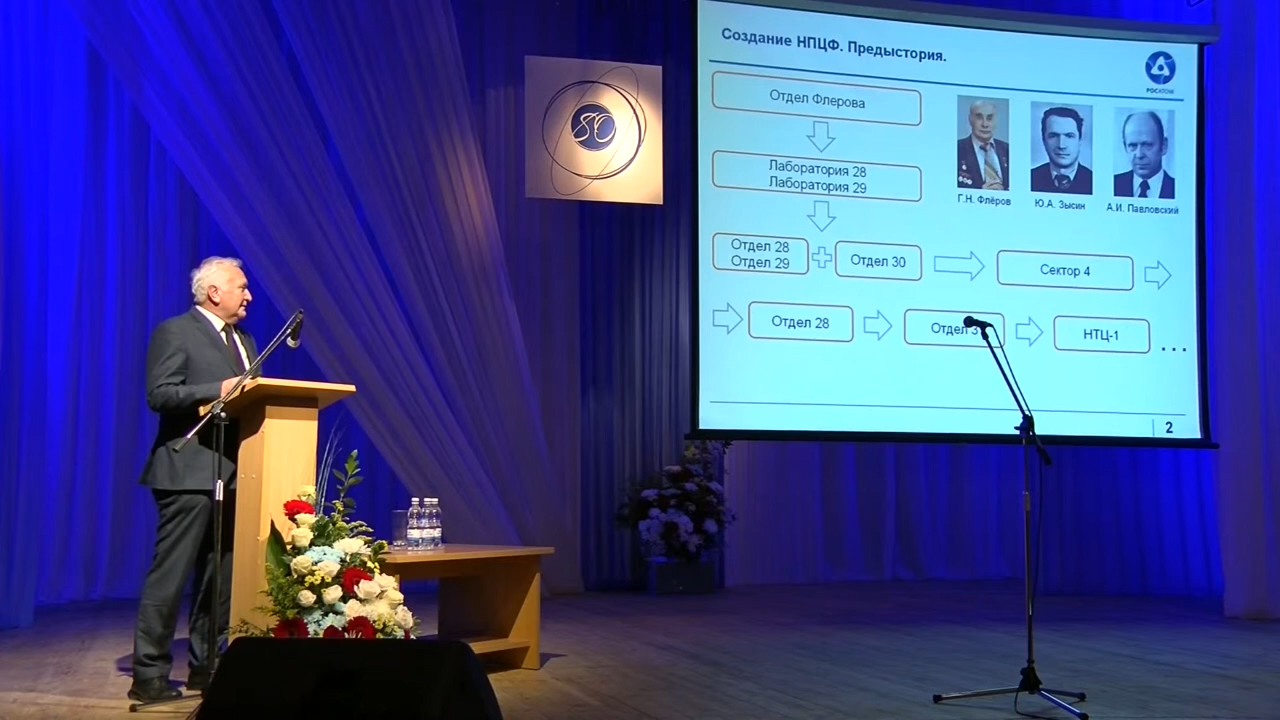 Создание НПЦФ. Предыстория.
РОСАТОМ
80
Отдел Флерова
Лаборатория 28
Лаборатория 29
Г.Н. Флёров
Ю.А. Зысин
А.И. Павловский
Отдел 28
Отдел 29
Отдел 30
Сектор 4
Отдел 28
Отдел
НТЦ-1
...
2